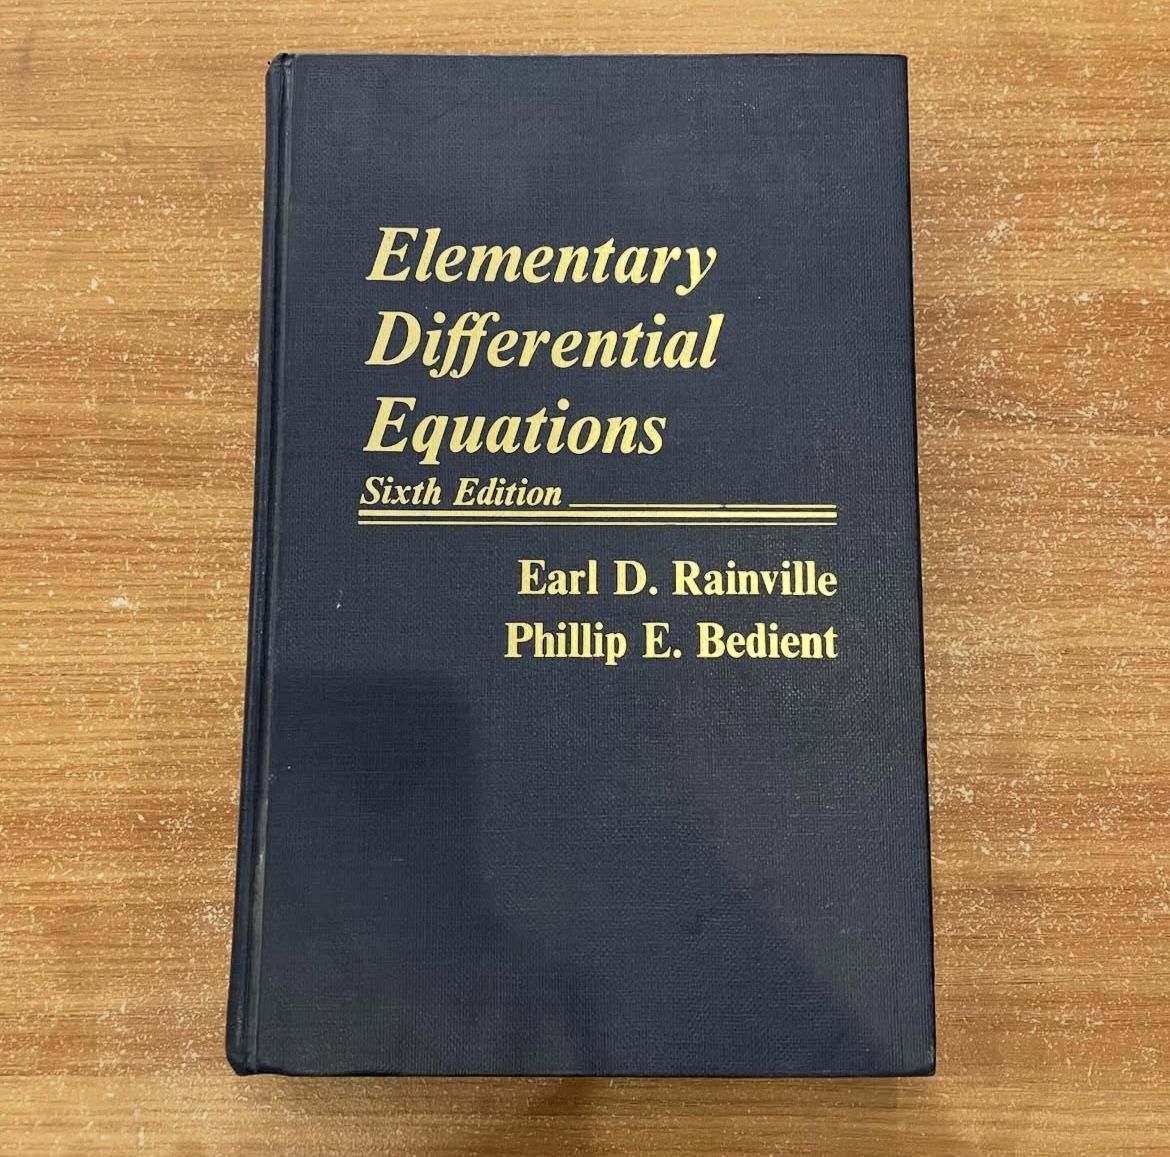 Elementary
Differential
Equations
Sixth Edition
Earl D. Rainville
Phillip E. Bedient